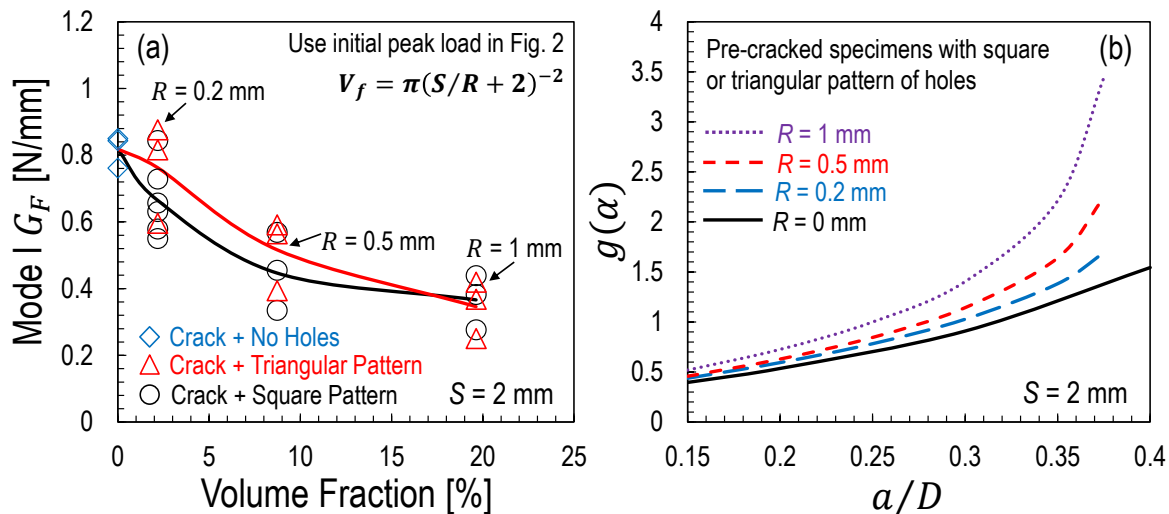 (a)
Use initial peak load in Fig. 2
V_f = π(S/R + 2)⁻²
R = 0.2 mm
R = 0.5 mm
R = 1 mm
Crack + No Holes
Crack + Triangular Pattern
Crack + Square Pattern
S = 2 mm
Mode I G_F [N/mm]
1.2
1
0.8
0.6
0.4
0.2
0
0 5 10 15 20 25
Volume Fraction [%]
(b)
Pre-cracked specimens with square
or triangular pattern of holes
R = 1 mm
R = 0.5 mm
R = 0.2 mm
R = 0 mm
S = 2 mm
g(α)
4
3.5
3
2.5
2
1.5
1
0.5
0
0.15 0.2 0.25 0.3 0.35 0.4
a/D